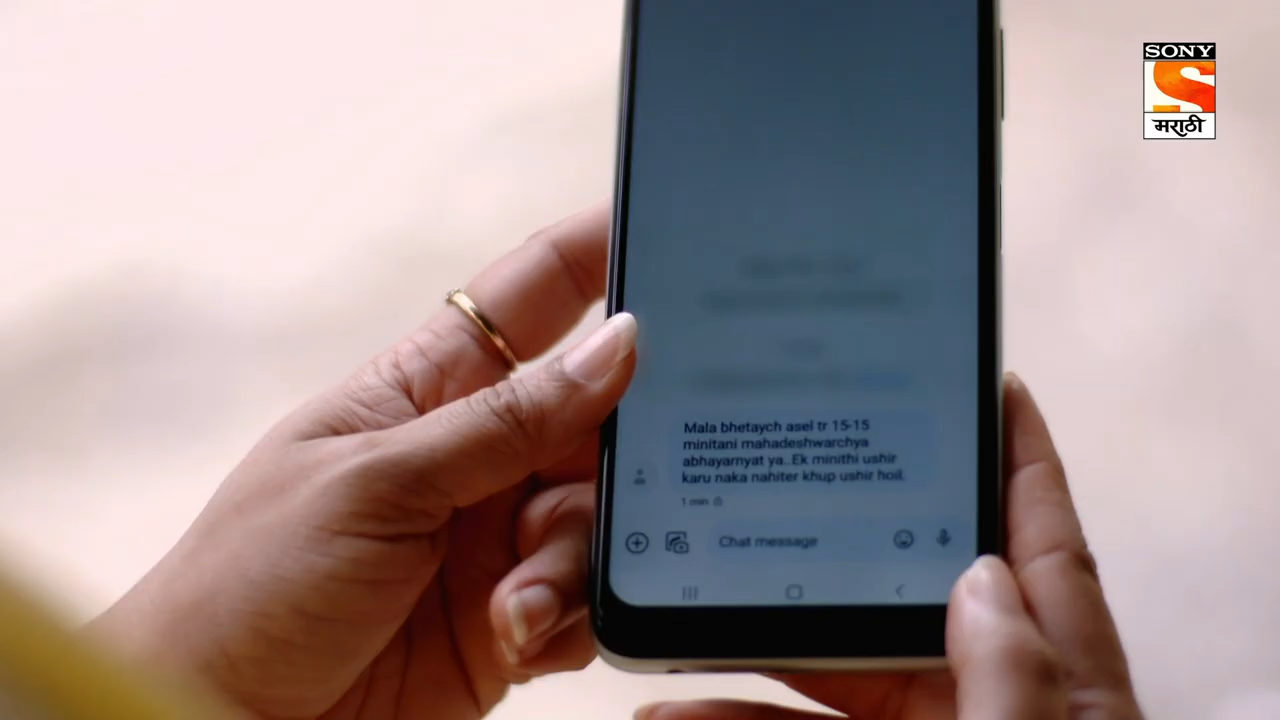 SONY
मराठी
Mala bhetaych asel tr 15-15
minitani mahadeshwarchya
abhayarnyat ya..Ek minithi ushir
karu naka nahiter khup ushir hoil.
1 min.
Chat message